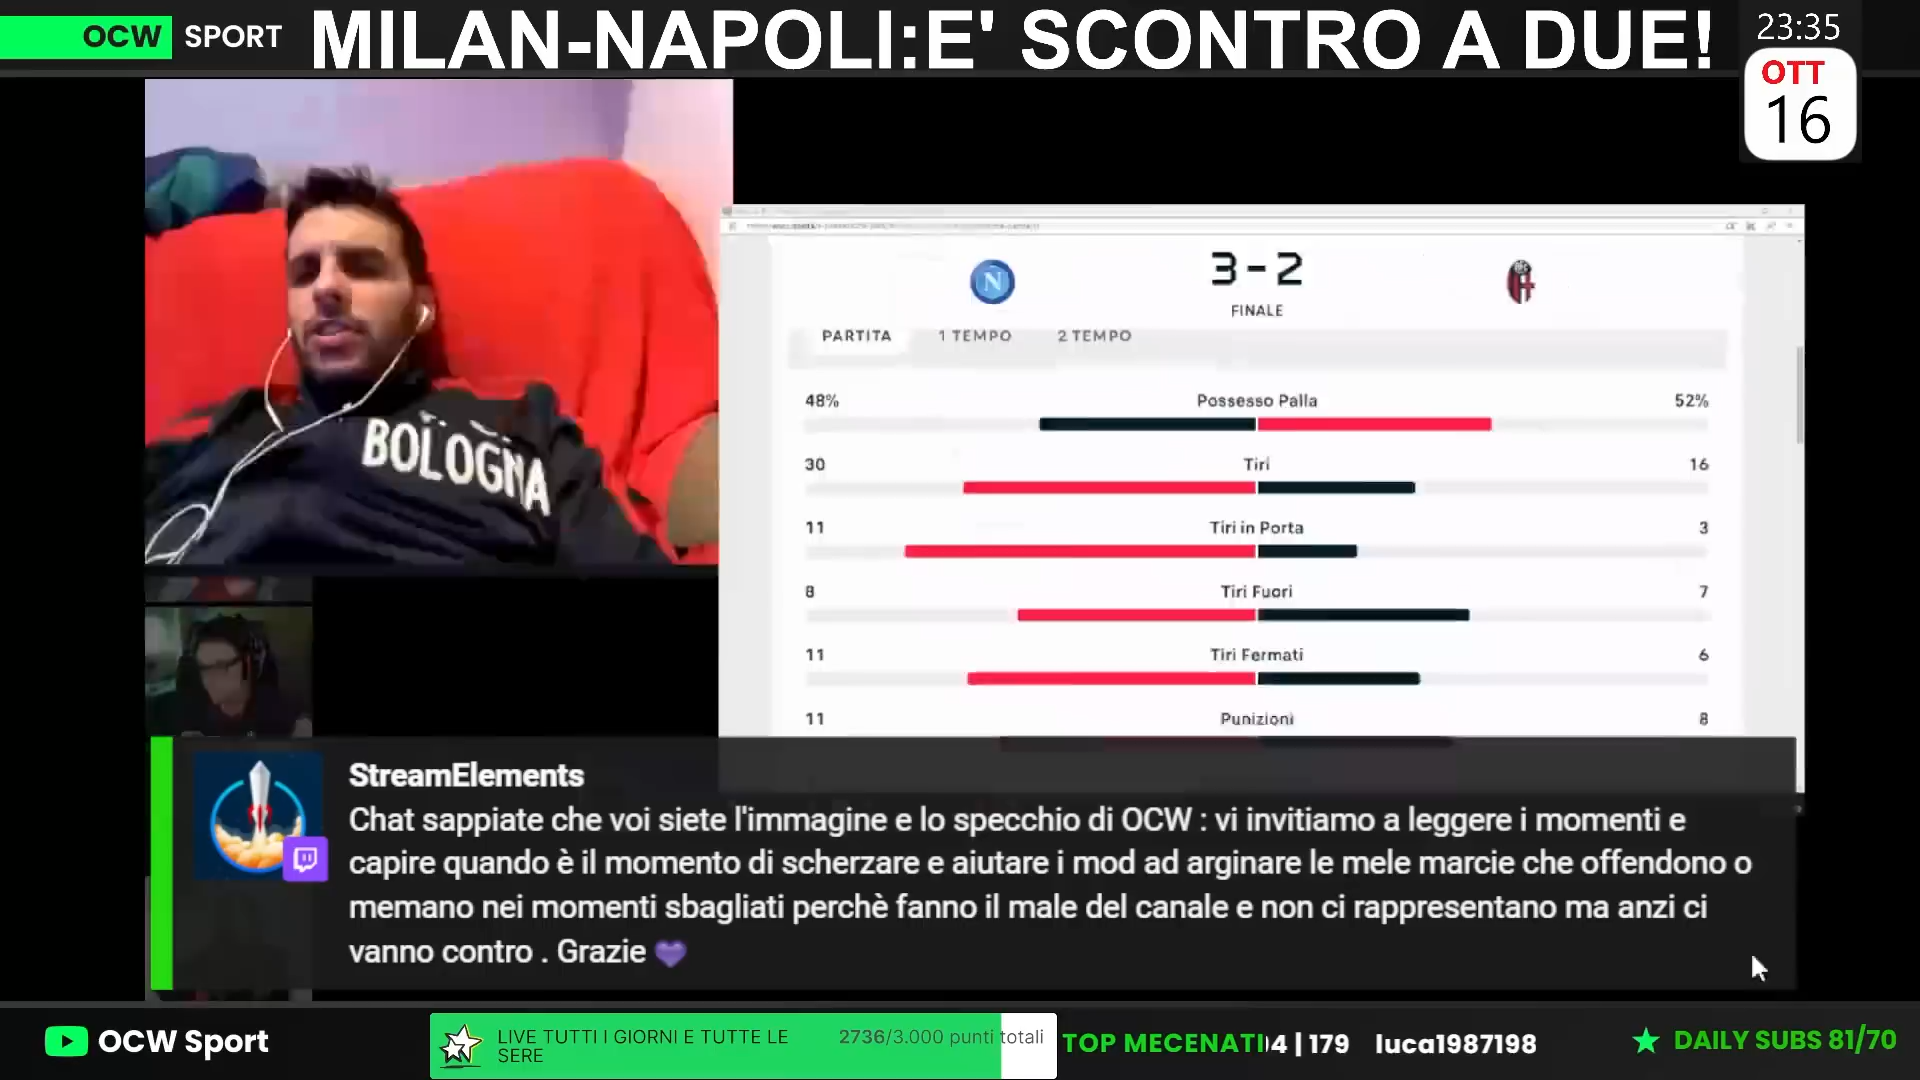 OCW SPORT
MILAN-NAPOLI:E' SCONTRO A DUE!
23:35
OTT
16
BOLOGNA
N
3-2
FINALE
PARTITA 1 TEMPO 2 TEMPO
48% Possesso Palla 52%
30 Tiri 16
11 Tiri in Porta 3
8 Tiri Fuori 7
11 Tiri Fermati 6
11 Punizioni 8
StreamElements
Chat sappiate che voi siete l'immagine e lo specchio di OCW : vi invitiamo a leggere i momenti e
capire quando è il momento di scherzare e aiutare i mod ad arginare le mele marcie che offendono o
memano nei momenti sbagliati perchè fanno il male del canale e non ci rappresentano ma anzi ci
vanno contro . Grazie 💜
OCW Sport
LIVE TUTTI I GIORNI E TUTTE LE
SERE
2736/3.000 punti totali
TOP MECENATI
4 | 179 luca1987198
DAILY SUBS 81/70